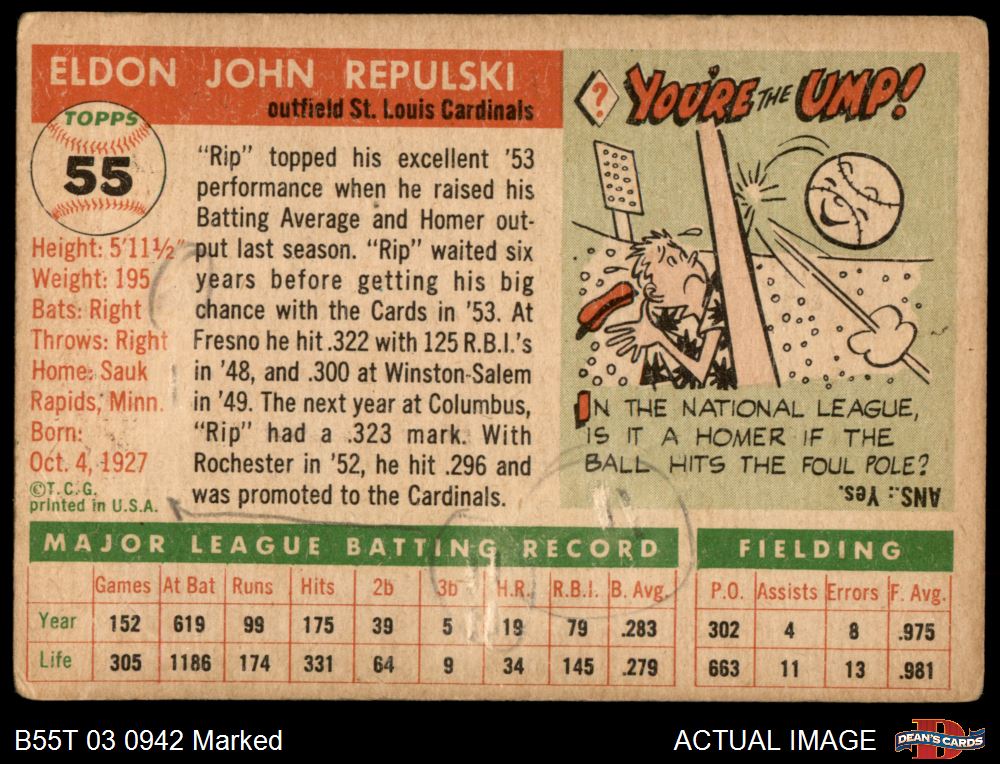 ELDON JOHN REPULSKI
outfield St. Louis Cardinals
TOPPS
55
Height: 5'11½"
Weight: 195
Bats: Right
Throws: Right
Home: Sauk
Rapids, Minn.
Born:
Oct. 4, 1927
©T.C.G.
printed in U.S.A.
"Rip" topped his excellent '53
performance when he raised his
Batting Average and Homer out-
put last season. "Rip" waited six
years before getting his big
chance with the Cards in '53. At
Fresno he hit .322 with 125 R.B.I.'s
in '48, and .300 at Winston-Salem
in '49. The next year at Columbus,
"Rip" had a .323 mark. With
Rochester in '52, he hit .296 and
was promoted to the Cardinals.
? YOU'RE THE UMP!
IN THE NATIONAL LEAGUE,
IS IT A HOMER IF THE
BALL HITS THE FOUL POLE?
ANS.: Yes.
MAJOR LEAGUE BATTING RECORD
Games At Bat Runs Hits 2b 3b H.R. R.B.I. B. Avg.
Year 152 619 99 175 39 5 19 79 .283
Life 305 1186 174 331 64 9 34 145 .279
FIELDING
P.O. Assists Errors F. Avg.
302 4 8 .975
663 11 13 .981
B55T 03 0942 Marked
ACTUAL IMAGE
DEAN'S CARDS